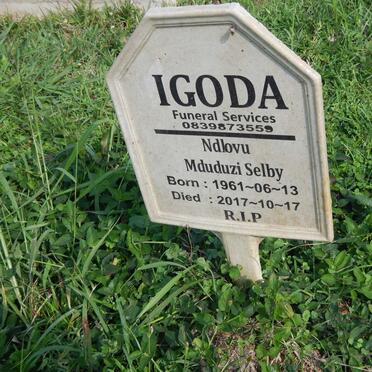 IGODA
Funeral Services
0839873559
Ndlovu
Mduduzi Selby
Born : 1961~06~13
Died : 2017~10~17
R.I.P